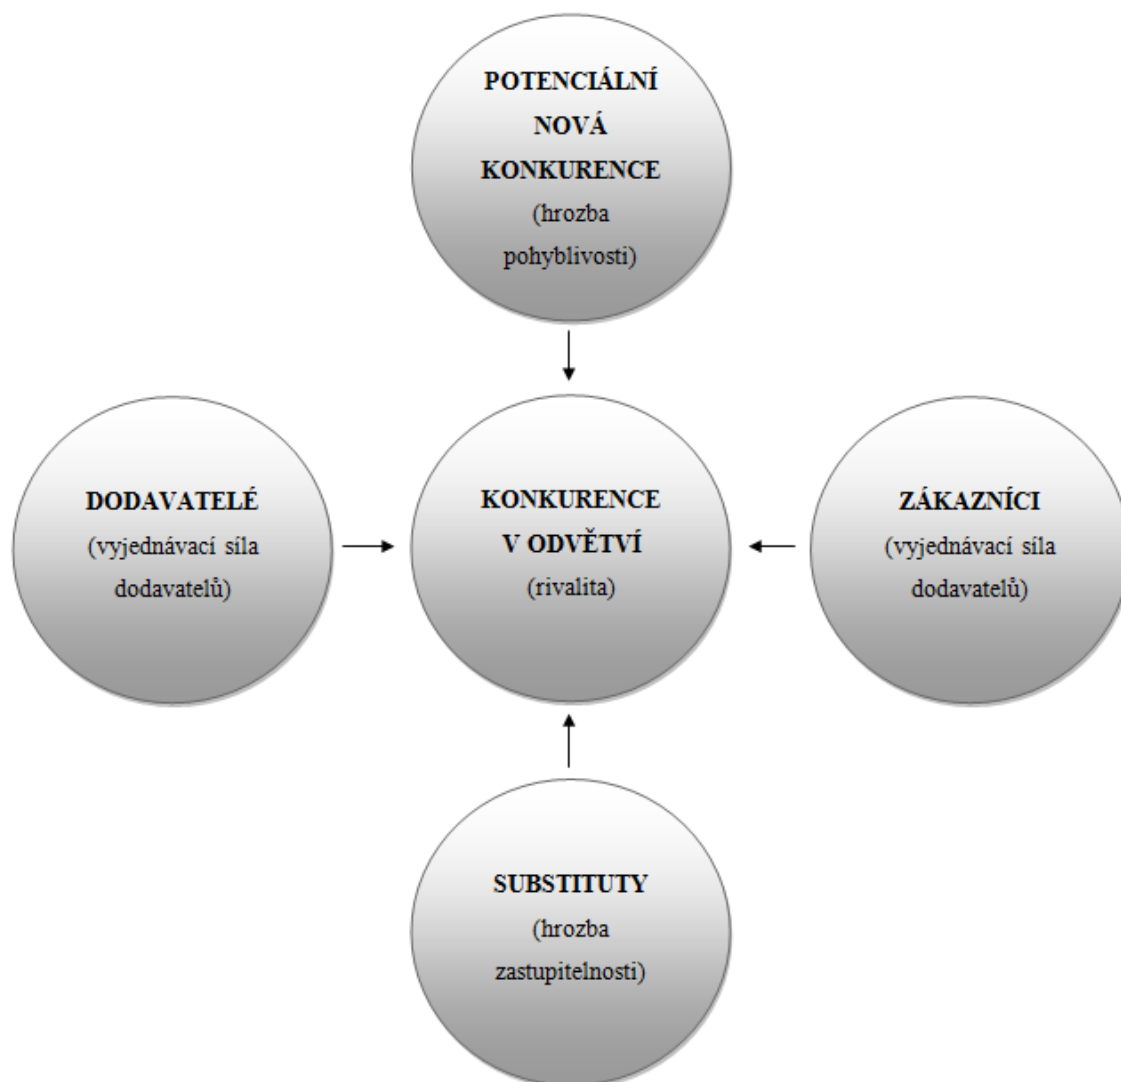 POTENCIÁLNÍ
NOVÁ
KONKURENCE
(hrozba
pohyblivosti)
DODAVATELÉ
(vyjednávací síla
dodavatelů)
KONKURENCE
V ODVĚTVÍ
(rivalita)
ZÁKAZNÍCI
(vyjednávací síla
dodavatelů)
SUBSTITUTY
(hrozba
zastupitelnosti)